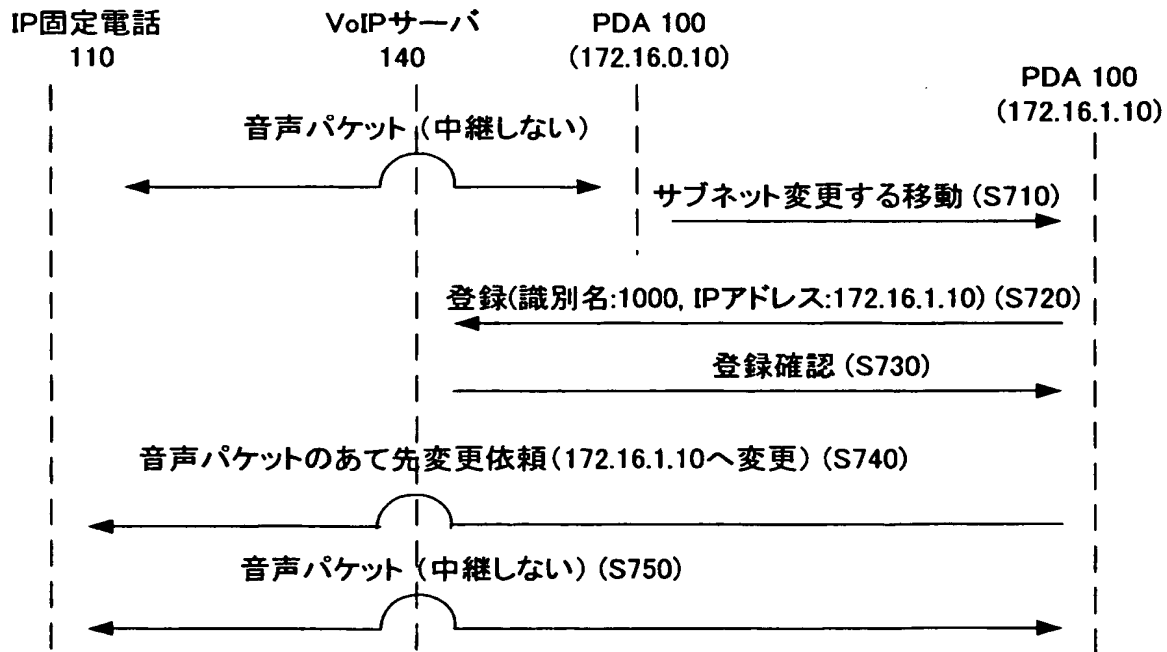 IP固定電話
110
VoIPサーバ
140
PDA 100
(172.16.0.10)
PDA 100
(172.16.1.10)
音声パケット (中継しない)
サブネット変更する移動 (S710)
登録(識別名:1000, IPアドレス:172.16.1.10) (S720)
登録確認 (S730)
音声パケットのあて先変更依頼(172.16.1.10へ変更) (S740)
音声パケット (中継しない) (S750)